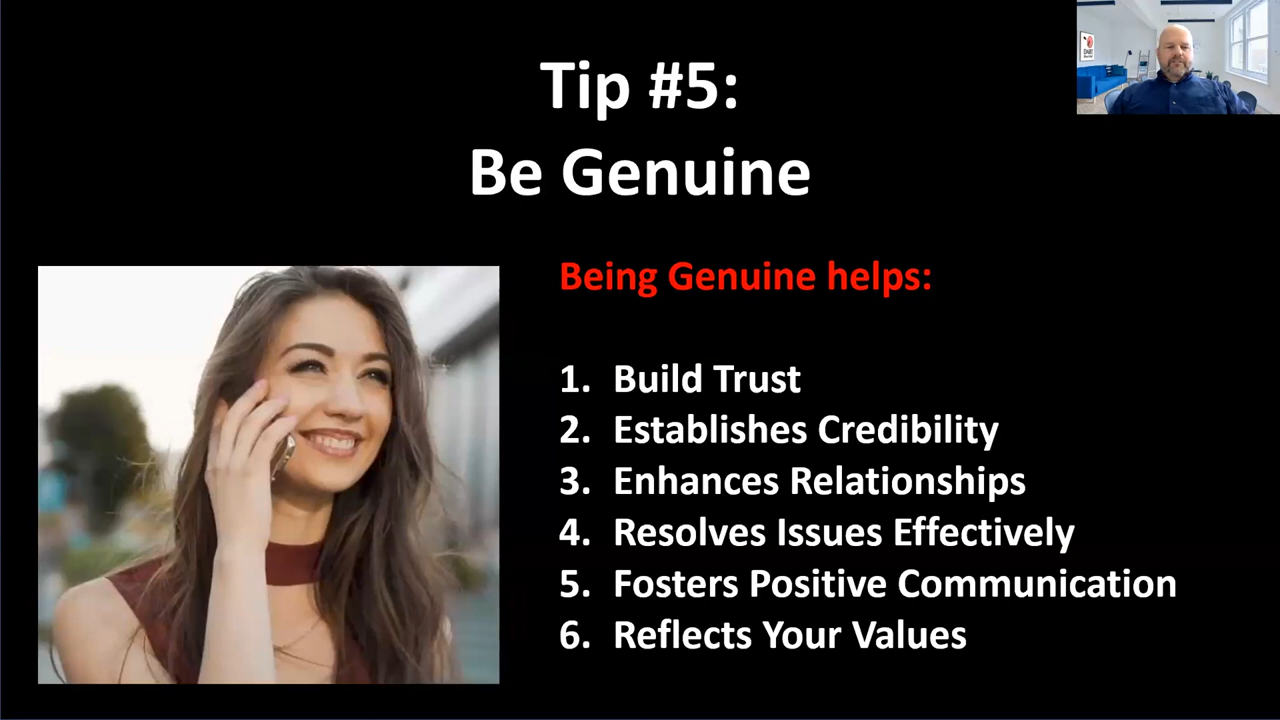 Tip #5:
Be Genuine
Being Genuine helps:
1. Build Trust
2. Establishes Credibility
3. Enhances Relationships
4. Resolves Issues Effectively
5. Fosters Positive Communication
6. Reflects Your Values